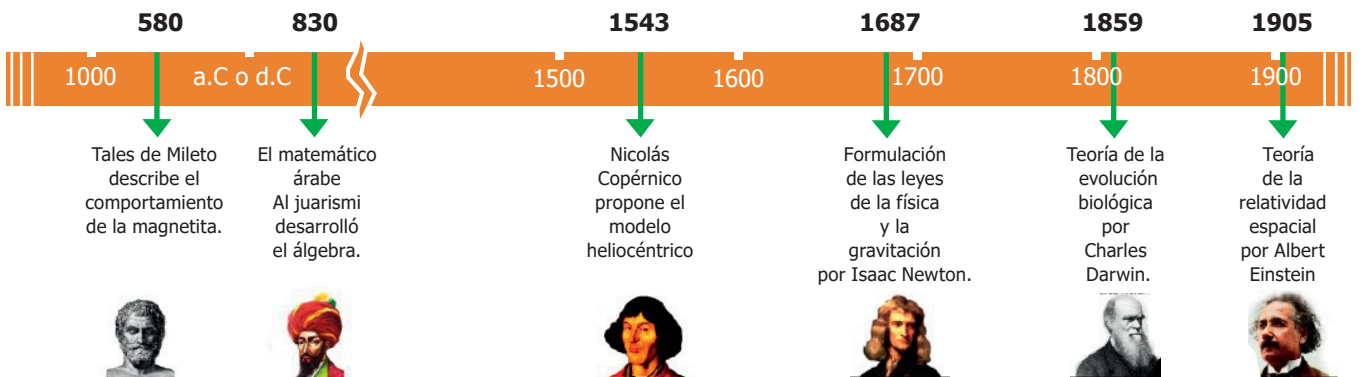 580
830
1543
1687
1859
1905
1000
a.C o d.C
1500
1600
1700
1800
1900
Tales de Mileto
describe el
comportamiento
de la magnetita.
El matemático
árabe
Al juarismi
desarrolló
el álgebra.
Nicolás
Copérnico
propone el
modelo
heliocéntrico
Formulación
de las leyes
de la física
y la
gravitación
por Isaac Newton.
Teoría de la
evolución
biológica
por
Charles
Darwin.
Teoría
de la
relatividad
espacial
por Albert
Einstein